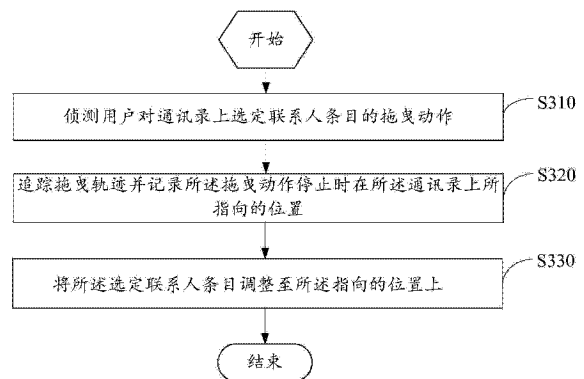 开始
侦测用户对通讯录上选定联系人条目的拖曳动作
S310
追踪拖曳轨迹并记录所述拖曳动作停止时在所述通讯录上所
指向的位置
S320
将所述选定联系人条目调整至所述指向的位置上
S330
结束